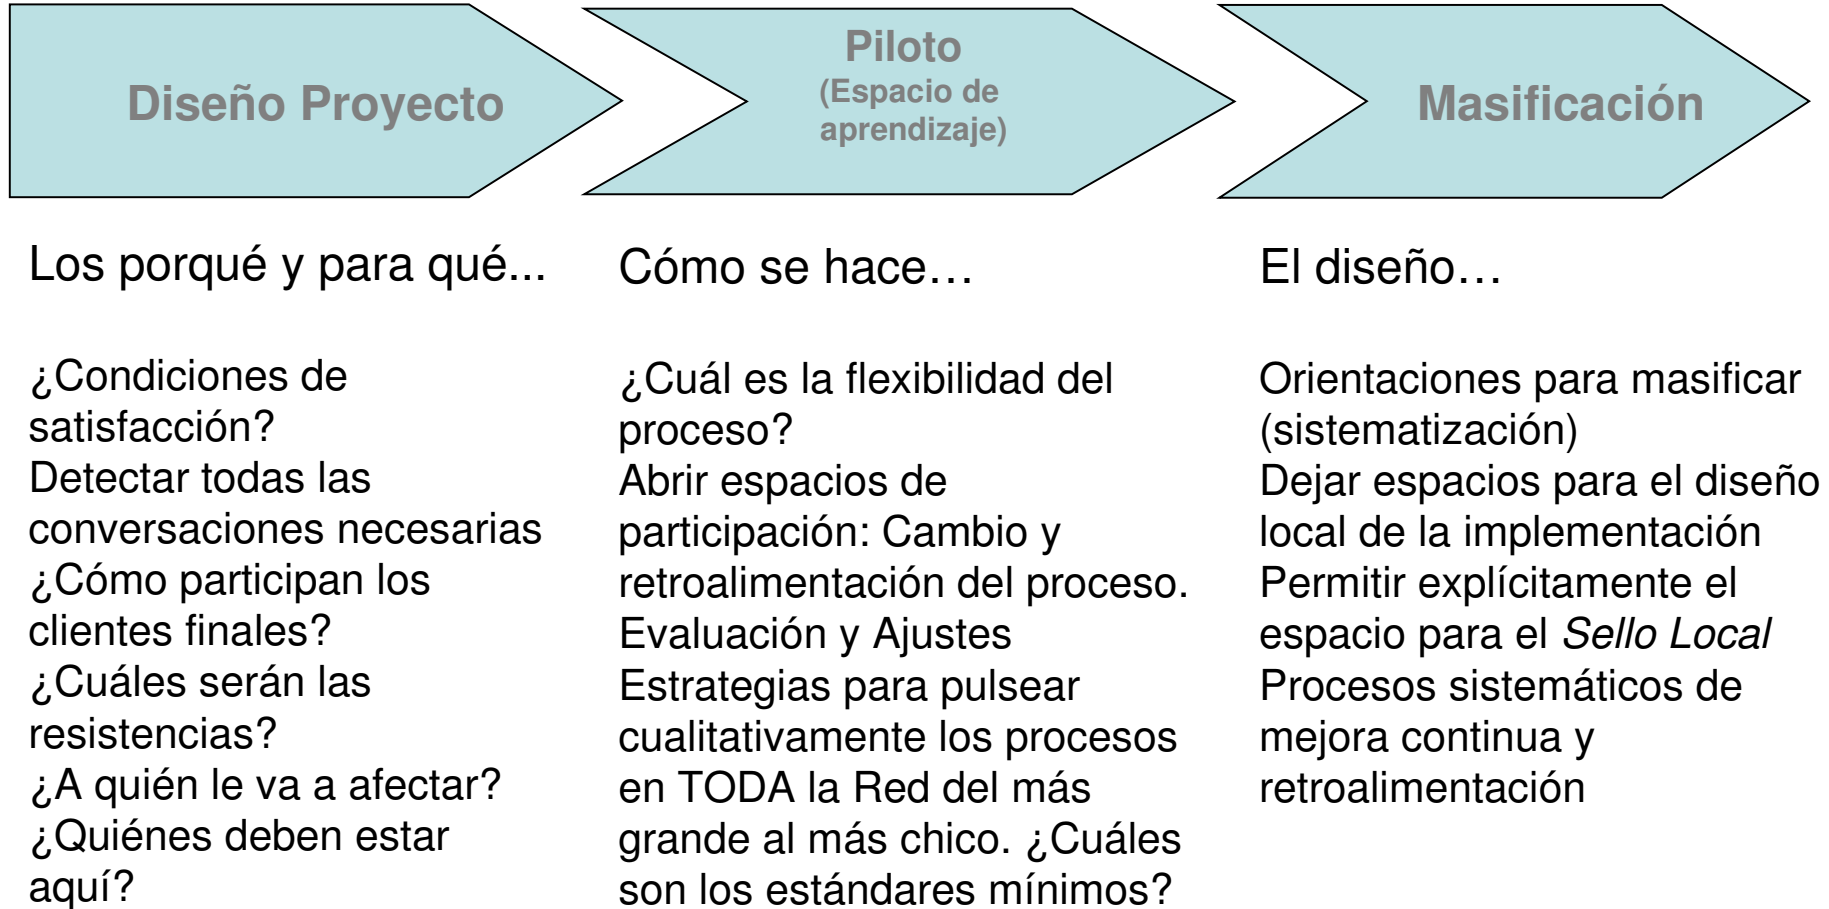 Diseño Proyecto
Piloto
(Espacio de
aprendizaje)
Masificación
Los porqué y para qué...
¿Condiciones de
satisfacción?
Detectar todas las
conversaciones necesarias
¿Cómo participan los
clientes finales?
¿Cuáles serán las
resistencias?
¿A quién le va a afectar?
¿Quiénes deben estar
aquí?
Cómo se hace…
¿Cuál es la flexibilidad del
proceso?
Abrir espacios de
participación: Cambio y
retroalimentación del proceso.
Evaluación y Ajustes
Estrategias para pulsear
cualitativamente los procesos
en TODA la Red del más
grande al más chico. ¿Cuáles
son los estándares mínimos?
El diseño…
Orientaciones para masificar
(sistematización)
Dejar espacios para el diseño
local de la implementación
Permitir explícitamente el
espacio para el Sello Local
Procesos sistemáticos de
mejora continua y
retroalimentación